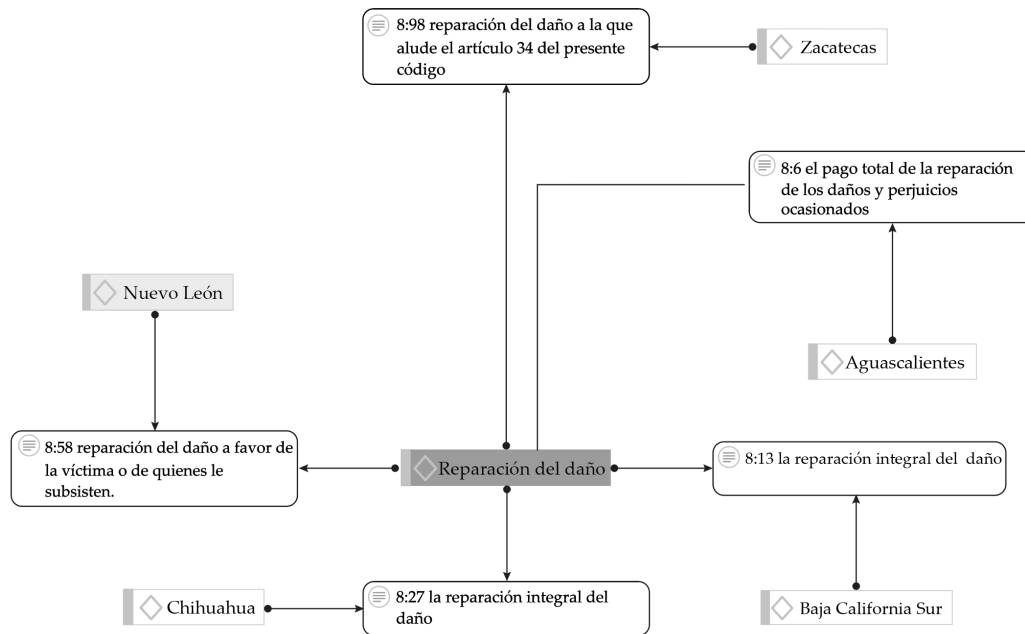 8:98 reparación del daño a la que
alude el artículo 34 del presente
código
Zacatecas
8:6 el pago total de la reparación
de los daños y perjuicios
ocasionados
Nuevo León
Aguascalientes
8:58 reparación del daño a favor de
la víctima o de quienes le
subsisten.
Reparación del daño
8:13 la reparación integral del daño
Chihuahua
8:27 la reparación integral del
daño
Baja California Sur